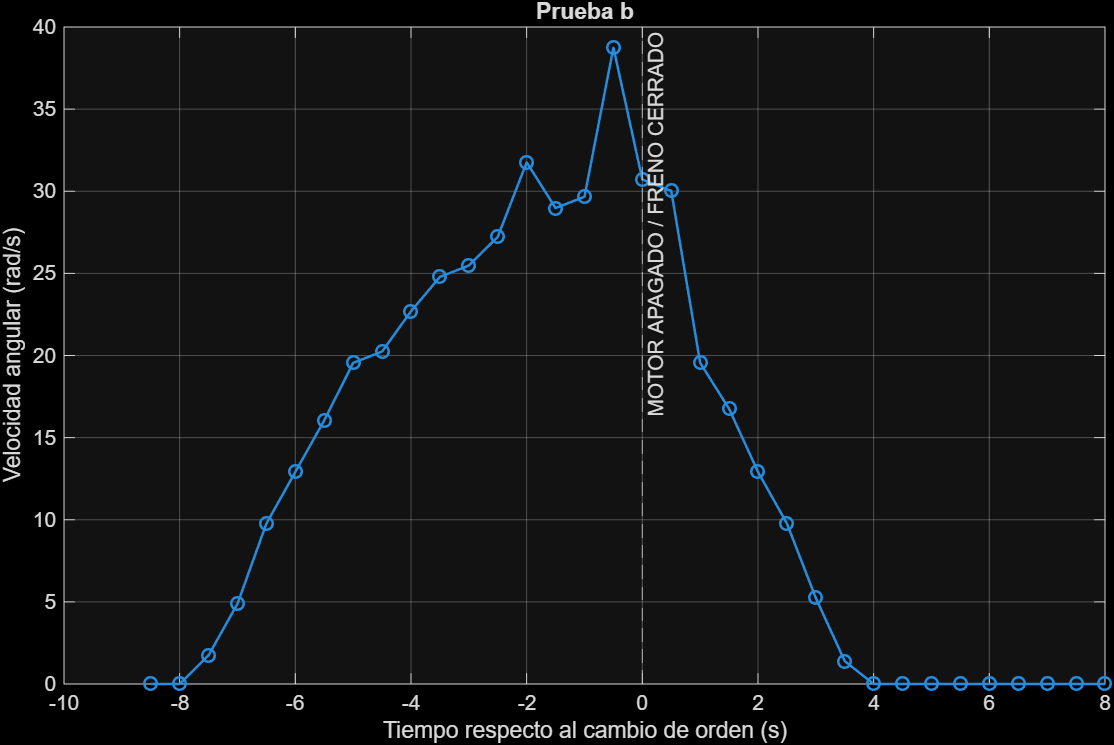 Prueba b
40
35
30
25
20
15
10
5
0
Velocidad angular (rad/s)
MOTOR APAGADO / FRENO CERRADO
-10 -8 -6 -4 -2 0 2 4 6 8
Tiempo respecto al cambio de orden (s)